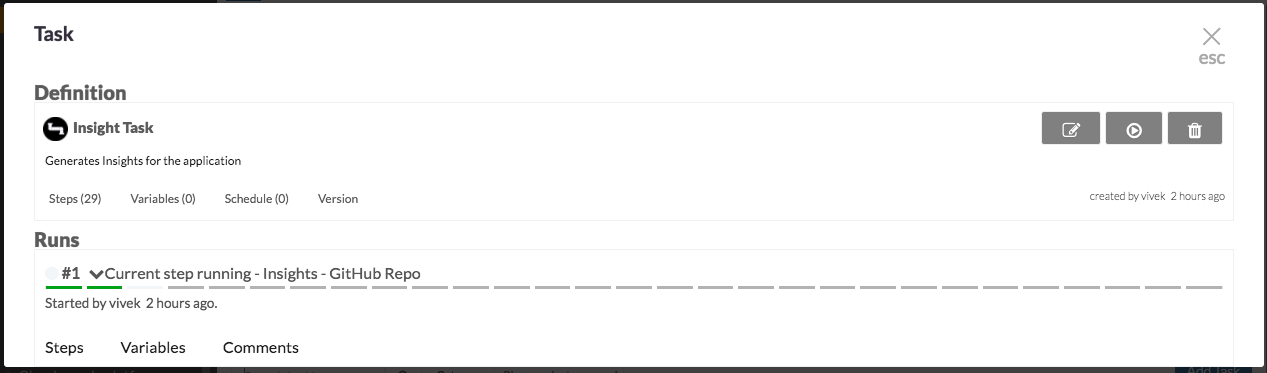 Task
esc
Definition
Insight Task
Generates Insights for the application
Steps (29) Variables (0) Schedule (0) Version
created by vivek 2 hours ago
Runs
#1 Current step running - Insights - GitHub Repo
Started by vivek 2 hours ago.
Steps Variables Comments
Add Task